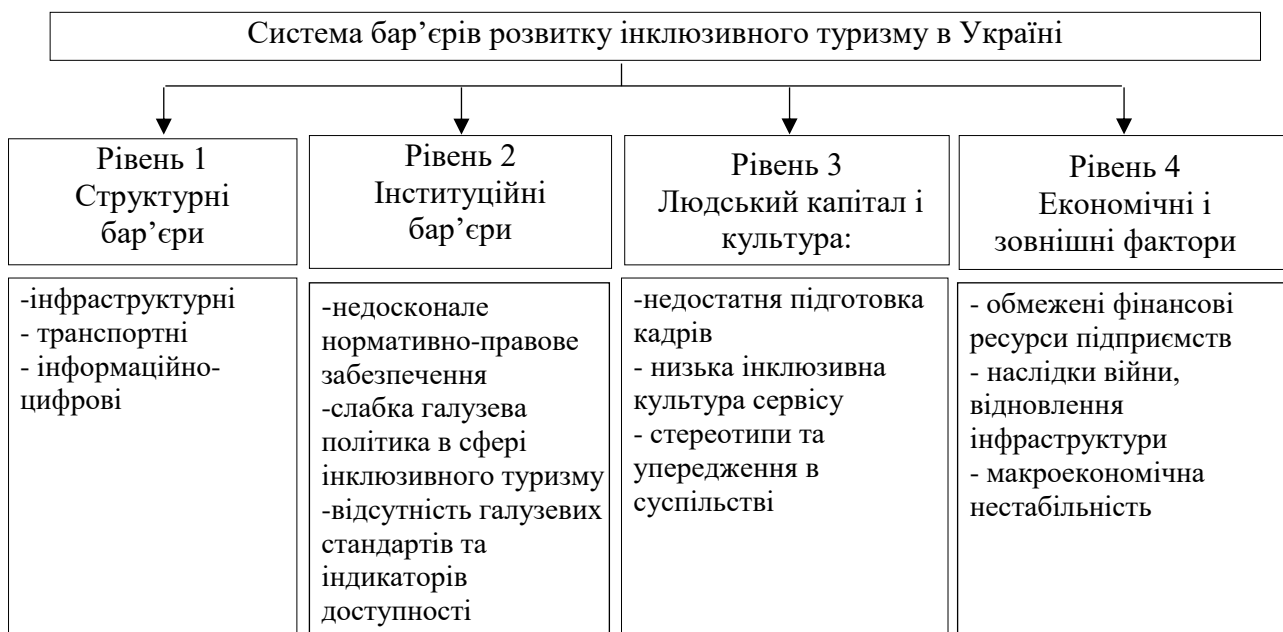 Система бар’єрів розвитку інклюзивного туризму в Україні
Рівень 1
Структурні
бар’єри
-інфраструктурні
- транспортні
- інформаційно-
цифрові
Рівень 2
Інституційні
бар’єри
-недосконале
нормативно-правове
забезпечення
-слабка галузева
політика в сфері
інклюзивного туризму
-відсутність галузевих
стандартів та
індикаторів
доступності
Рівень 3
Людський капітал і
культура:
-недостатня підготовка
кадрів
- низька інклюзивна
культура сервісу
- стереотипи та
упередження в
суспільстві
Рівень 4
Економічні і
зовнішні фактори
- обмежені фінансові
ресурси підприємств
- наслідки війни,
відновлення
інфраструктури
- макроекономічна
нестабільність